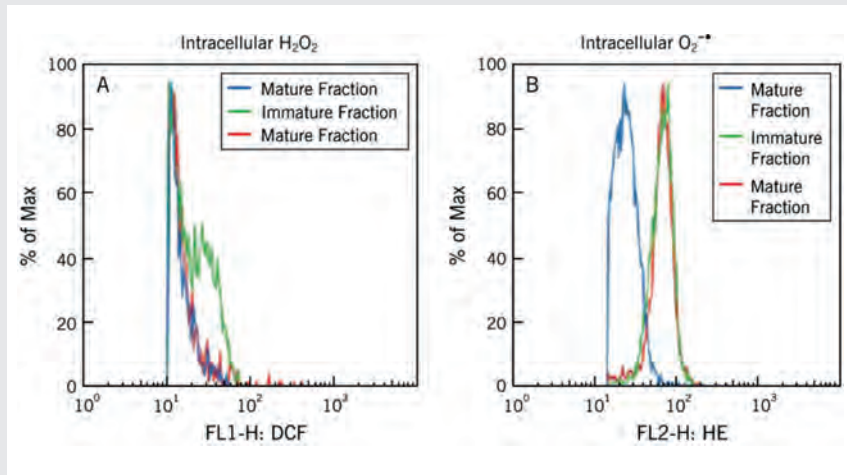 Intracellular H₂O₂
A
Mature Fraction
Immature Fraction
Mature Fraction
% of Max
100
80
60
40
20
0
10⁰ 10¹ 10² 10³
FL1-H: DCF
Intracellular O₂⁻•
B
Mature
Fraction
Immature
Fraction
Mature
Fraction
% of Max
100
80
60
40
20
0
10⁰ 10¹ 10² 10³
FL2-H: HE